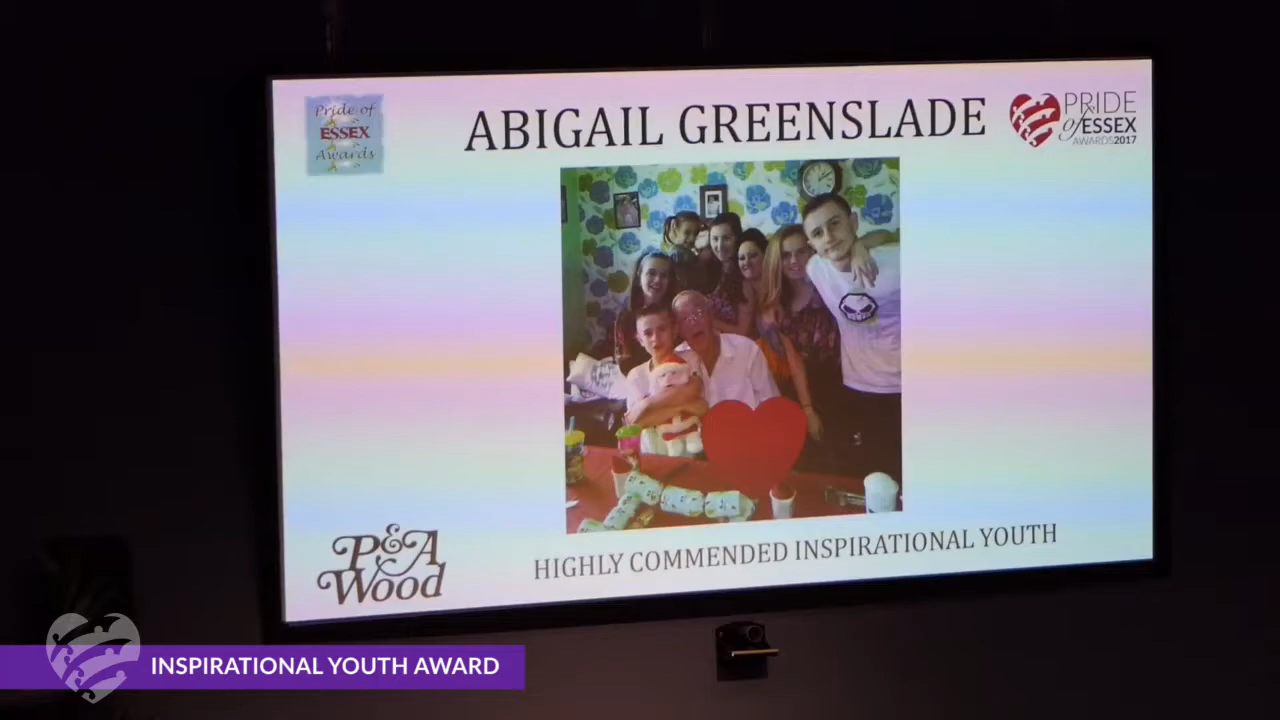 Pride of
ESSEX
Awards
ABIGAIL GREENSLADE
PRIDE
of ESSEX
AWARDS 2017
P&A
Wood
HIGHLY COMMENDED INSPIRATIONAL YOUTH
INSPIRATIONAL YOUTH AWARD